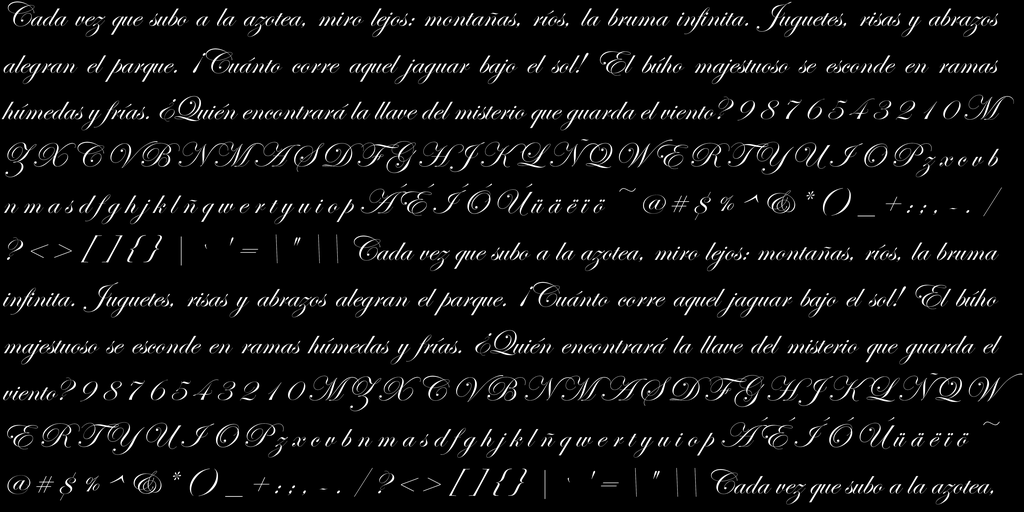 Cada vez que subo a la azotea, miro lejos: montañas, ríos, la bruma infinita. Juguetes, risas y abrazos
alegran el parque. ¡Cuánto corre aquel jaguar bajo el sol! El búho majestuoso se esconde en ramas
húmedas y frías. ¿Quién encontrará la llave del misterio que guarda el viento? 9 8 7 6 5 4 3 2 1 0 M
Z X C V B N M A S D F G H J K L Ñ Q W E R T Y U I O P z x c v b
n m a s d f g h j k l ñ q w e r t y u i o p Á É Í Ó Ú ü ä ë ï ö ~ @ # $ % ^ & * ( ) _ + : ; , - . /
? < > [ ] { } | ` ' = \ " | | Cada vez que subo a la azotea, miro lejos: montañas, ríos, la bruma
infinita. Juguetes, risas y abrazos alegran el parque. ¡Cuánto corre aquel jaguar bajo el sol! El búho
majestuoso se esconde en ramas húmedas y frías. ¿Quién encontrará la llave del misterio que guarda el
viento? 9 8 7 6 5 4 3 2 1 0 M Z X C V B N M A S D F G H J K L Ñ Q W
E R T Y U I O P z x c v b n m a s d f g h j k l ñ q w e r t y u i o p Á É Í Ó Ú ü ä ë ï ö ~
@ # $ % ^ & * ( ) _ + : ; , - . / ? < > [ ] { } | ` ' = \ " | | Cada vez que subo a la azotea,